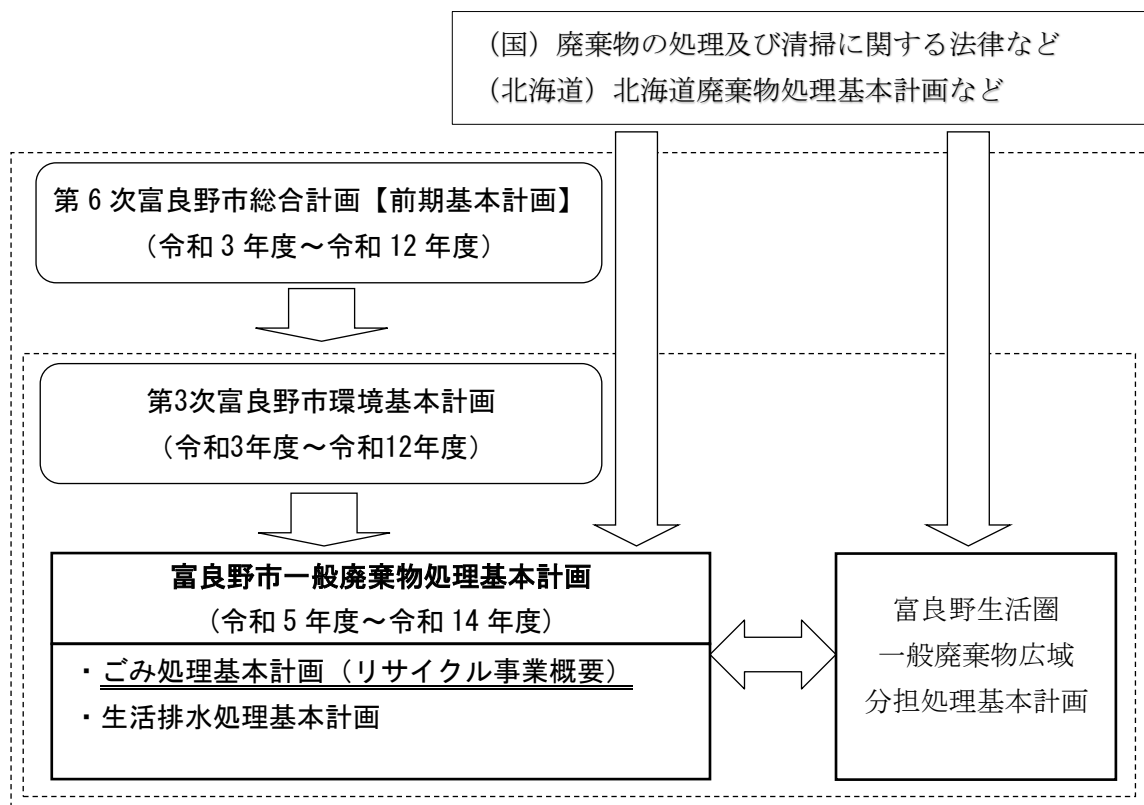 （国）廃棄物の処理及び清掃に関する法律など
（北海道）北海道廃棄物処理基本計画など
第 6 次富良野市総合計画【前期基本計画】
（令和 3 年度～令和 12 年度）
第3次富良野市環境基本計画
（令和3年度～令和12年度）
富良野市一般廃棄物処理基本計画
（令和 5 年度～令和 14 年度）
・ごみ処理基本計画（リサイクル事業概要）
・生活排水処理基本計画
富良野生活圏
一般廃棄物広域
分担処理基本計画